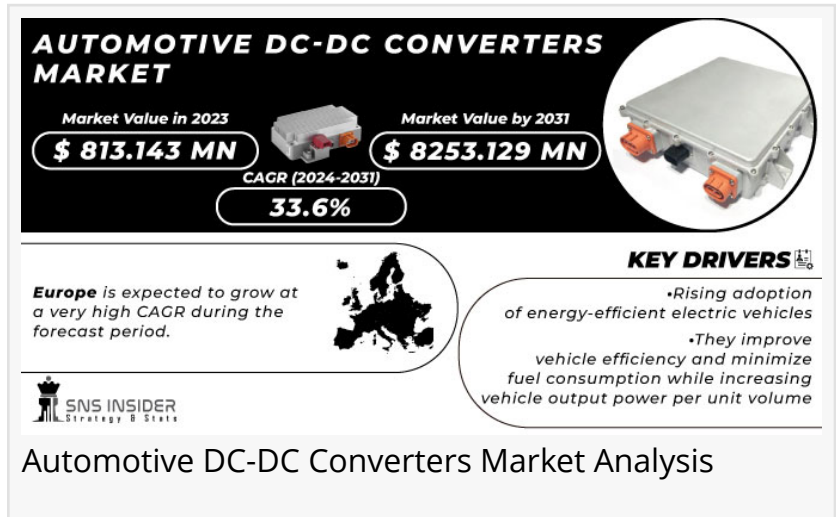 AUTOMOTIVE DC-DC CONVERTERS
MARKET
Market Value in 2023
$ 813.143 MN
Market Value by 2031
$ 8253.129 MN
CAGR (2024-2031)
33.6%
Europe is expected to grow at
a very high CAGR during the
forecast period.
SNS INSIDER
Strategy & Stats
KEY DRIVERS
•Rising adoption
of energy-efficient electric vehicles
•They improve
vehicle efficiency and minimize
fuel consumption while increasing
vehicle output power per unit volume
Automotive DC-DC Converters Market Analysis